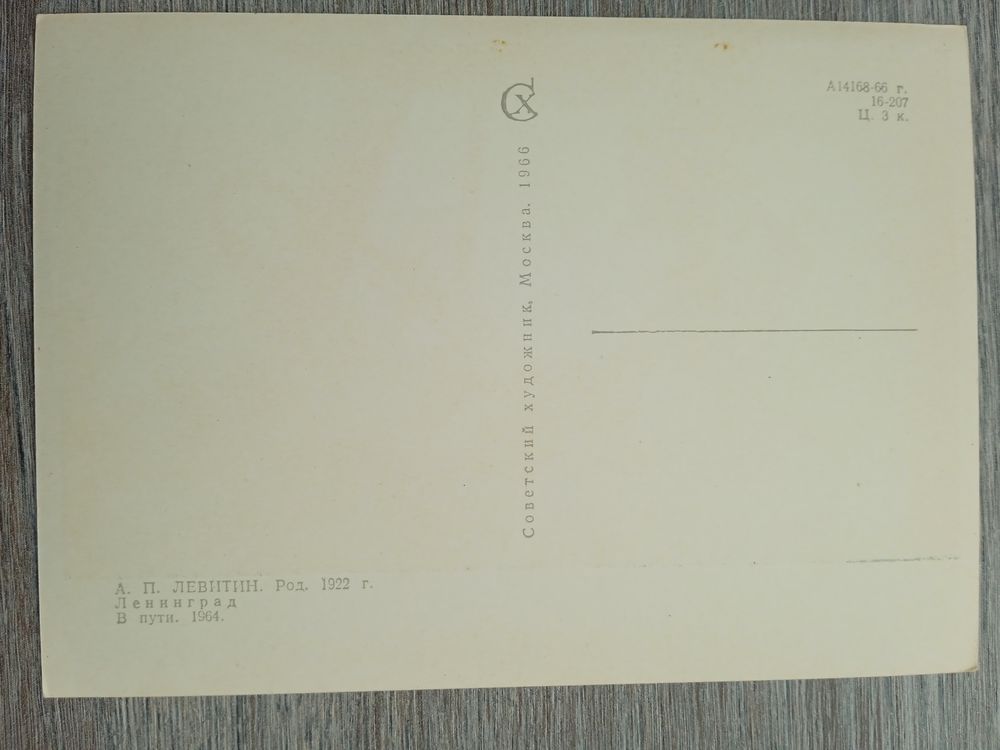 СХ
А14168-66 г.
16-207
Ц. 3 к.
Советский художник, Москва. 1966
А. П. ЛЕВИТИН. Род. 1922 г.
Ленинград
В пути. 1964.